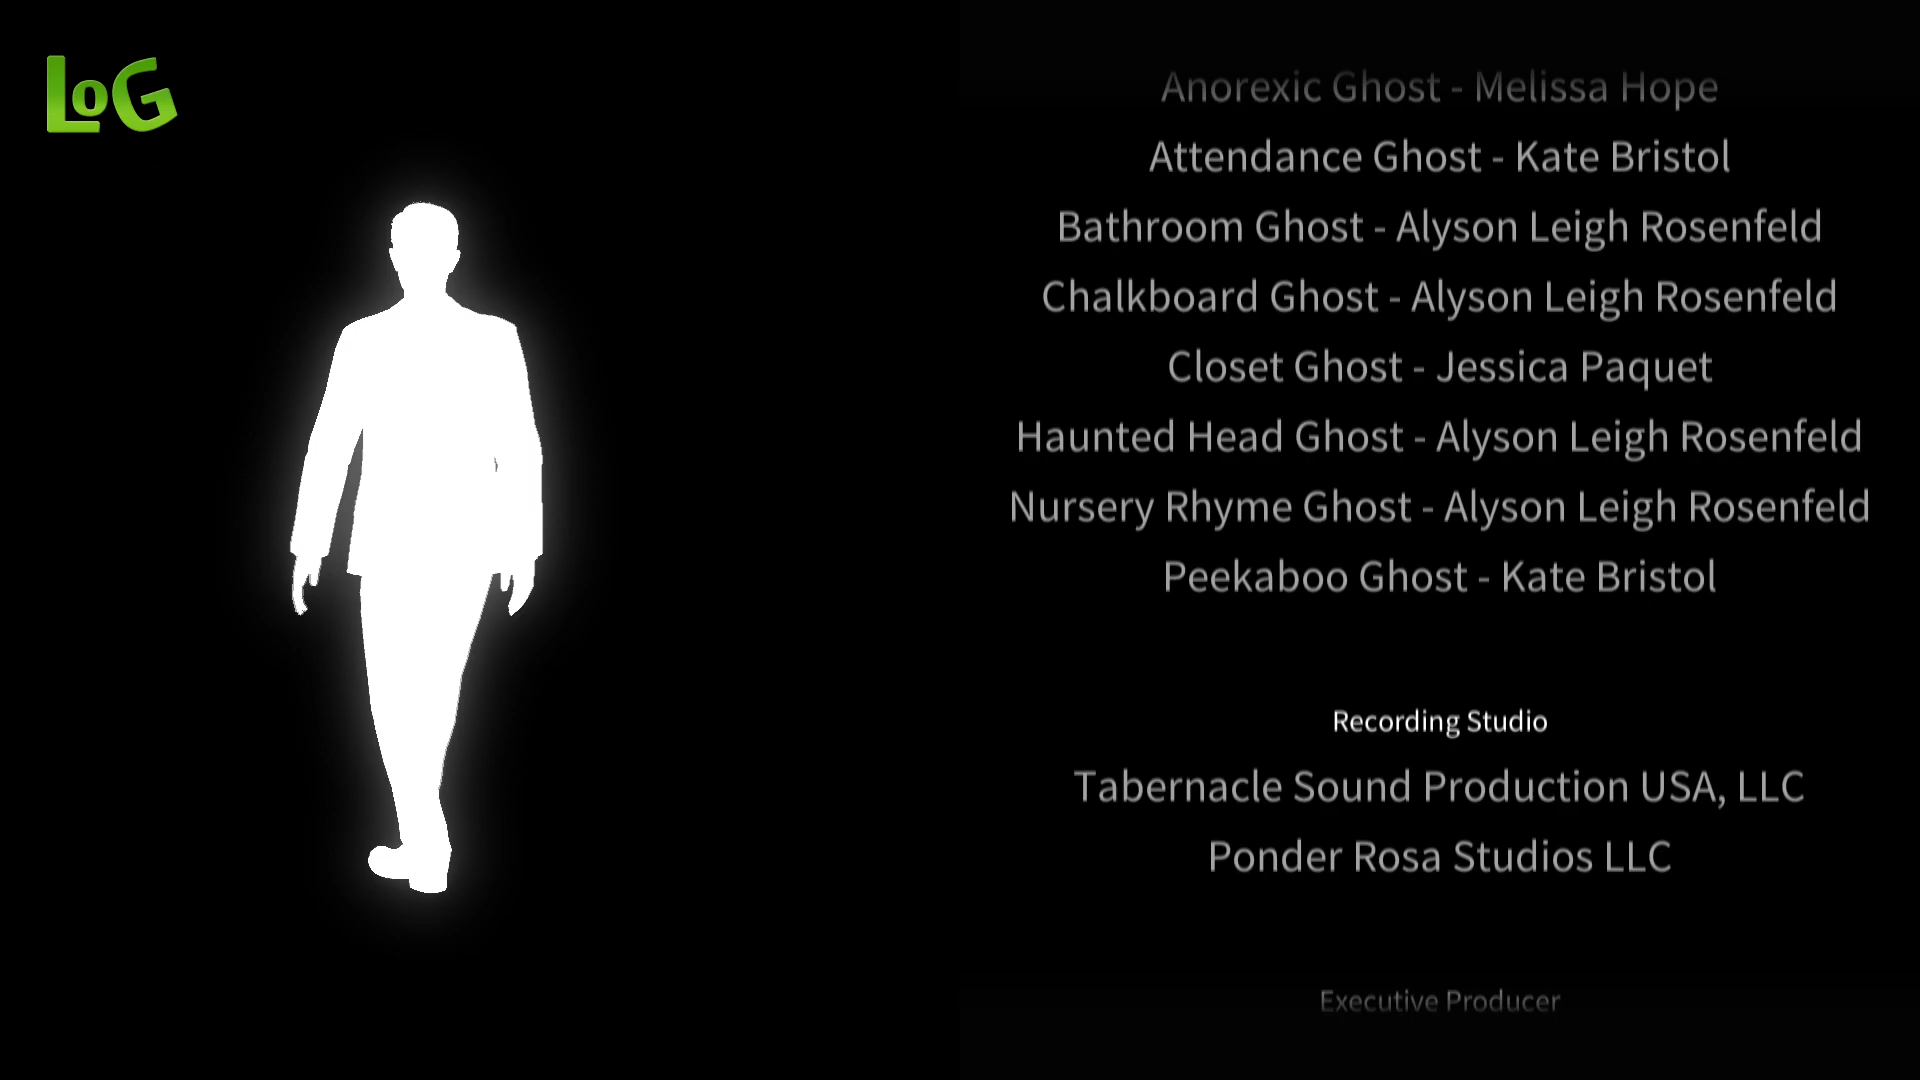 LoG
Anorexic Ghost - Melissa Hope
Attendance Ghost - Kate Bristol
Bathroom Ghost - Alyson Leigh Rosenfeld
Chalkboard Ghost - Alyson Leigh Rosenfeld
Closet Ghost - Jessica Paquet
Haunted Head Ghost - Alyson Leigh Rosenfeld
Nursery Rhyme Ghost - Alyson Leigh Rosenfeld
Peekaboo Ghost - Kate Bristol
Recording Studio
Tabernacle Sound Production USA, LLC
Ponder Rosa Studios LLC
Executive Producer